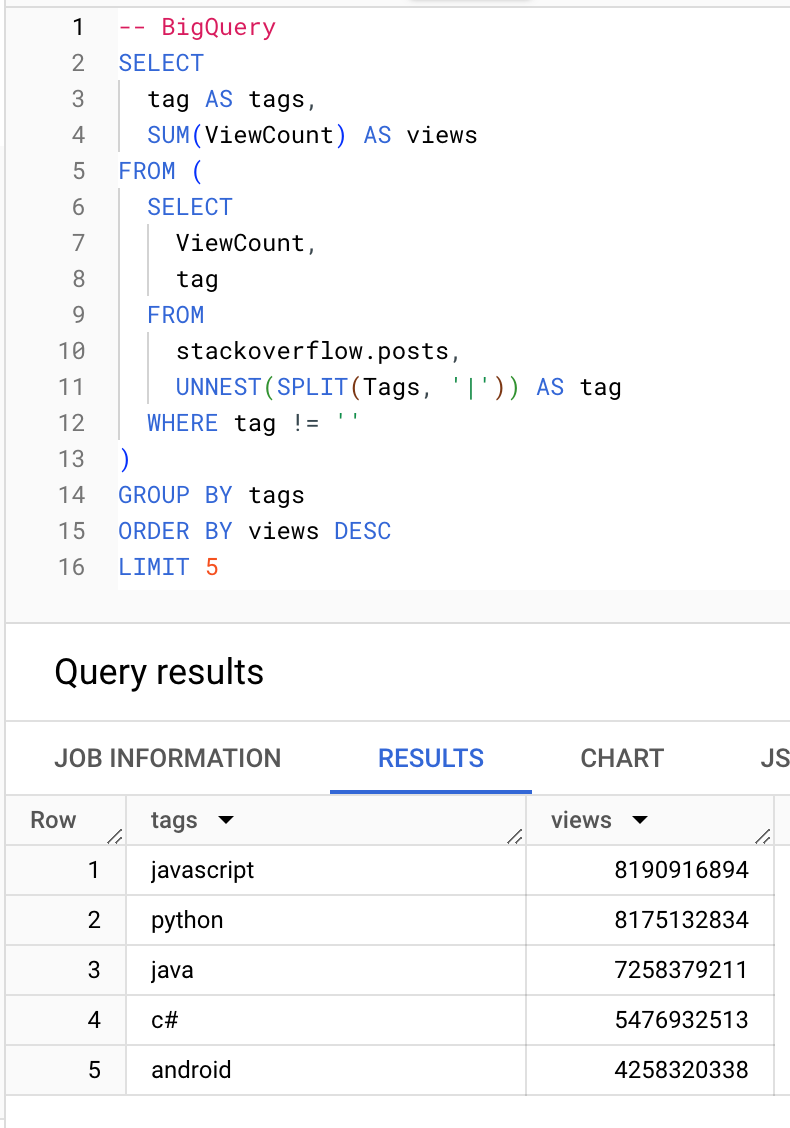 1 -- BigQuery
2 SELECT
3 tag AS tags,
4 SUM(ViewCount) AS views
5 FROM (
6 SELECT
7 ViewCount,
8 tag
9 FROM
10 stackoverflow.posts,
11 UNNEST(SPLIT(Tags, '|')) AS tag
12 WHERE tag != ''
13 )
14 GROUP BY tags
15 ORDER BY views DESC
16 LIMIT 5
Query results
JOB INFORMATION RESULTS CHART JS
Row tags views
1 javascript 8190916894
2 python 8175132834
3 java 7258379211
4 c# 5476932513
5 android 4258320338